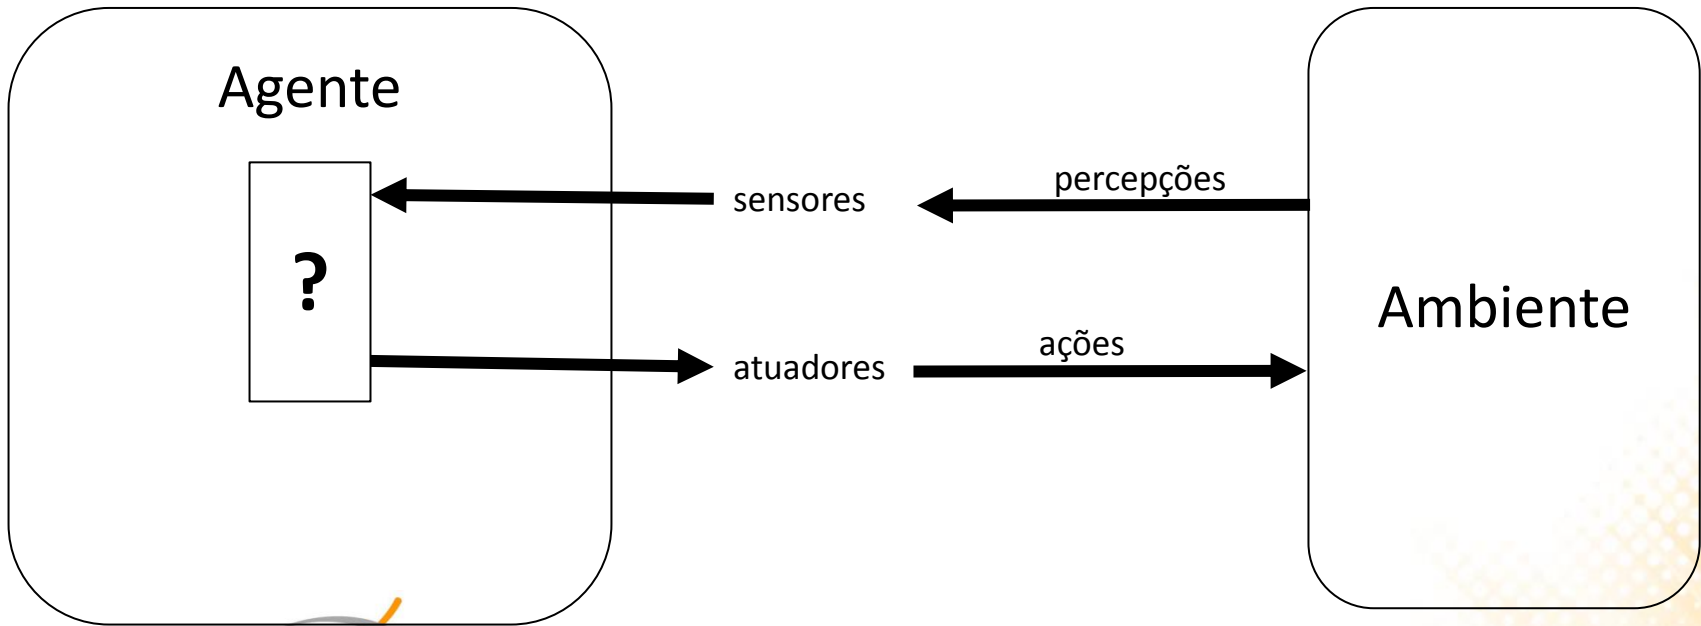 Agente
percepções
sensores
?
Ambiente
ações
atuadores